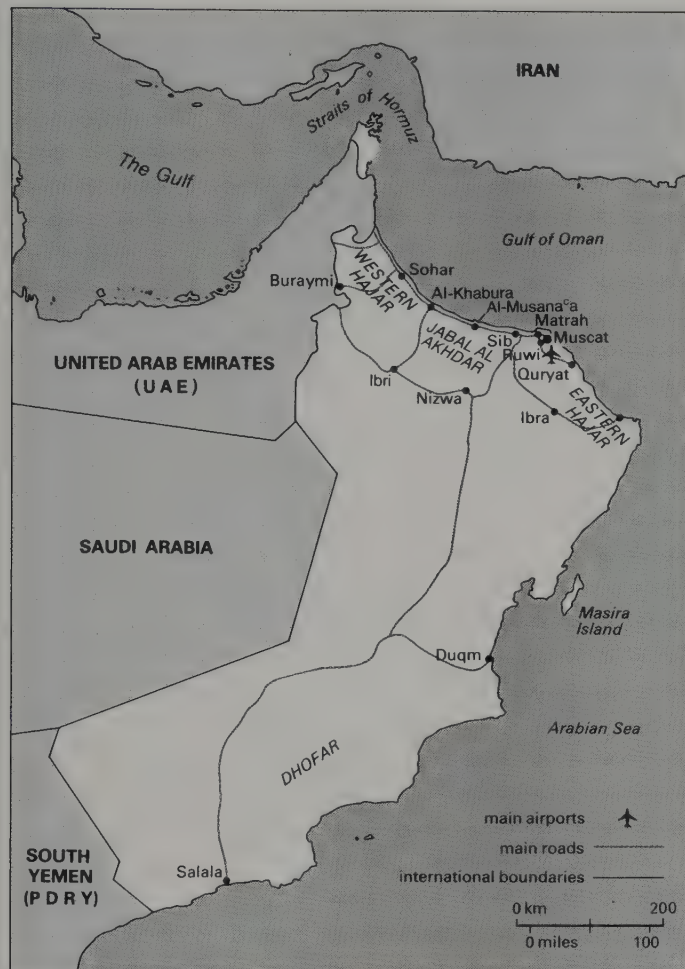 IRAN
Straits of Hormuz
The Gulf
Gulf of Oman
WESTERN
HAJAR
Sohar
Buraymi
Al-Khabura
Al-Musanaᶜa
Matrah
JABAL AL
AKHDAR
Sib
Muscat
Ruwi
UNITED ARAB EMIRATES
(UAE)
Quryat
Ibri
Nizwa
Ibra
EASTERN
HAJAR
SAUDI ARABIA
Masira
Island
Duqm
Arabian Sea
DHOFAR
main airports
main roads
SOUTH
YEMEN
(PDRY)
Salala
international boundaries
0 km 200
0 miles 100